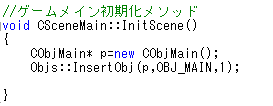 //ゲームメイン初期化メソッド
void CSceneMain::InitScene()
{
CObjMain* p=new CObjMain();
Objs::InsertObj(p,OBJ_MAIN,1);
}